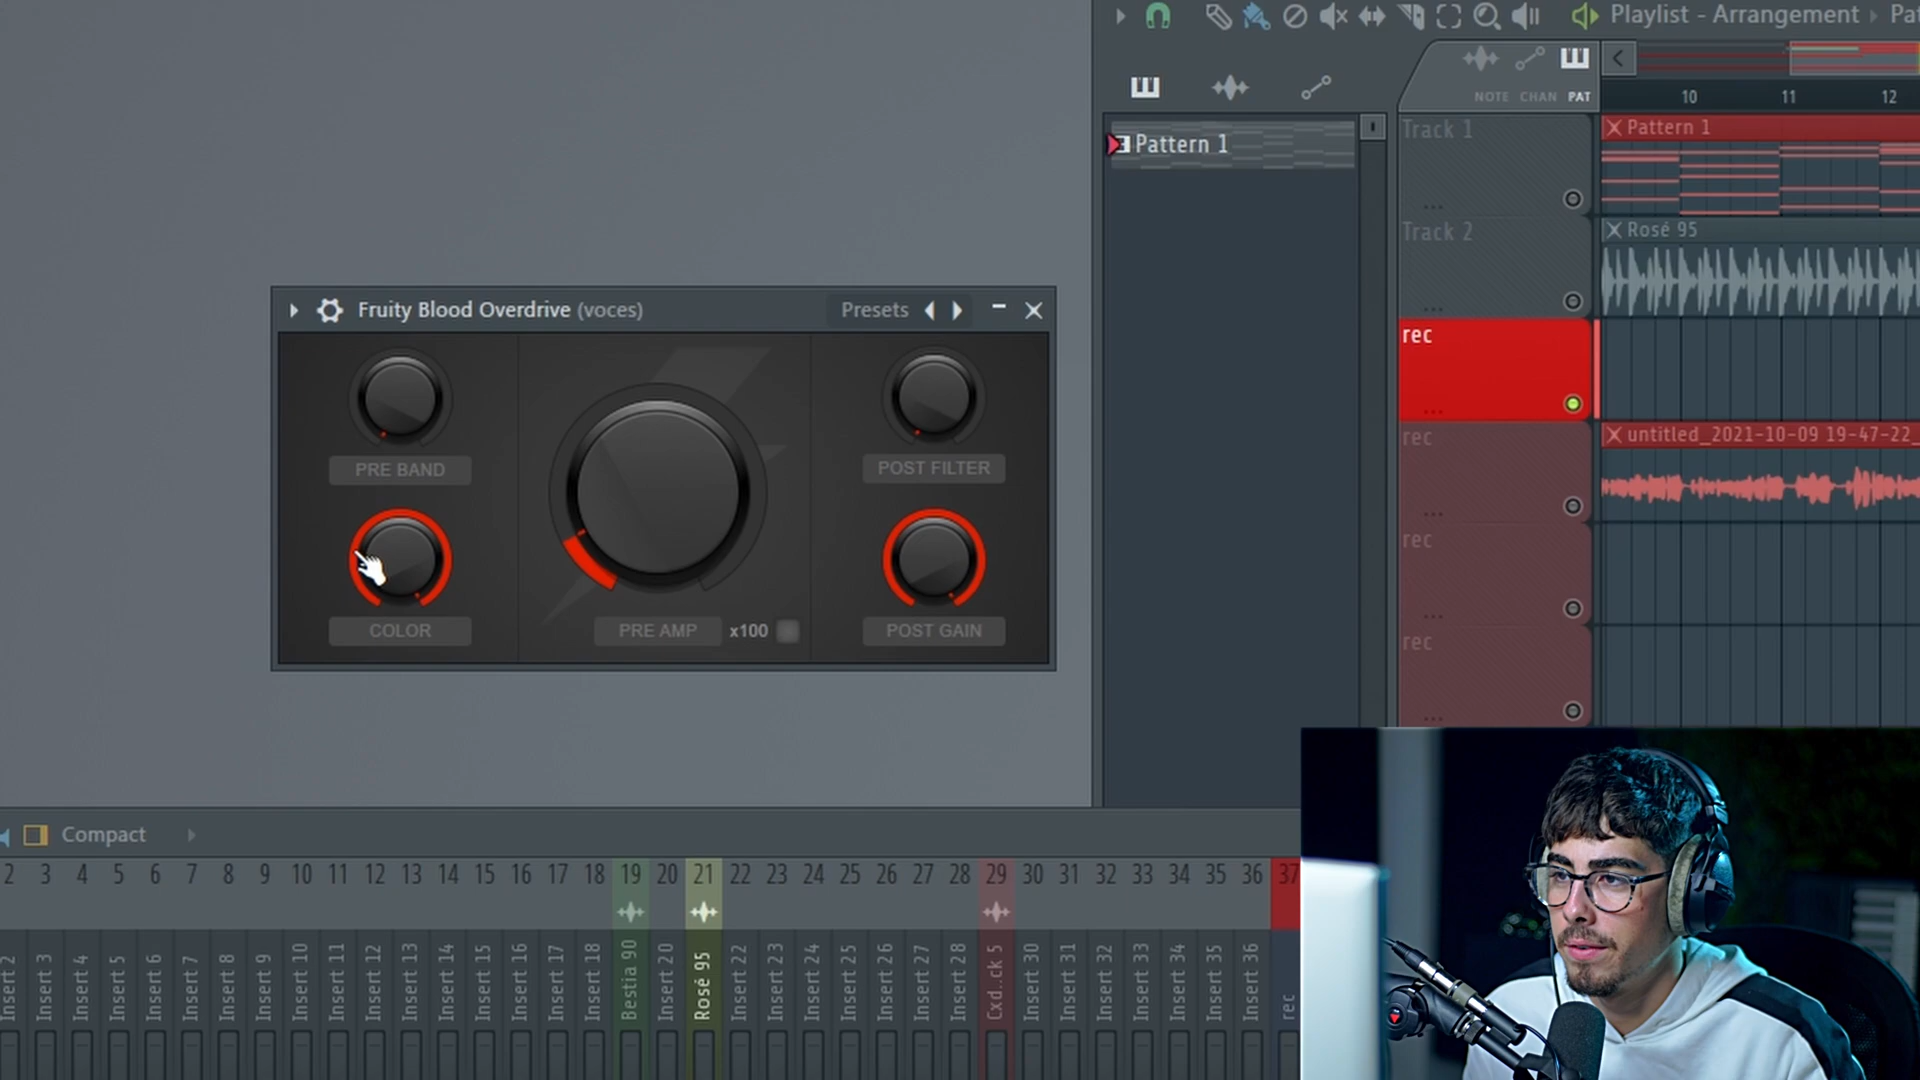 Playlist - Arrangement
NOTE CHAN PAT
10 11 12
Pattern 1
Track 1
Pattern 1
Track 2
Rosé 95
rec
rec
untitled_2021-10-09 19-47-22_
rec
rec
Fruity Blood Overdrive (voces)
Presets
PRE BAND
POST FILTER
COLOR
PRE AMP
x100
POST GAIN
Compact
2 3 4 5 6 7 8 9 10 11 12 13 14 15 16 17 18 19 20 21 22 23 24 25 26 27 28 29 30 31 32 33 34 35 36 37
Insert 2
Insert 3
Insert 4
Insert 5
Insert 6
Insert 7
Insert 8
Insert 9
Insert 10
Insert 11
Insert 12
Insert 13
Insert 14
Insert 15
Insert 16
Insert 17
Insert 18
Bestia 90
Insert 20
Rosé 95
Insert 22
Insert 23
Insert 24
Insert 25
Insert 26
Insert 27
Insert 28
Cxd..ck 5
Insert 30
Insert 31
Insert 32
Insert 33
Insert 34
Insert 35
Insert 36
rec